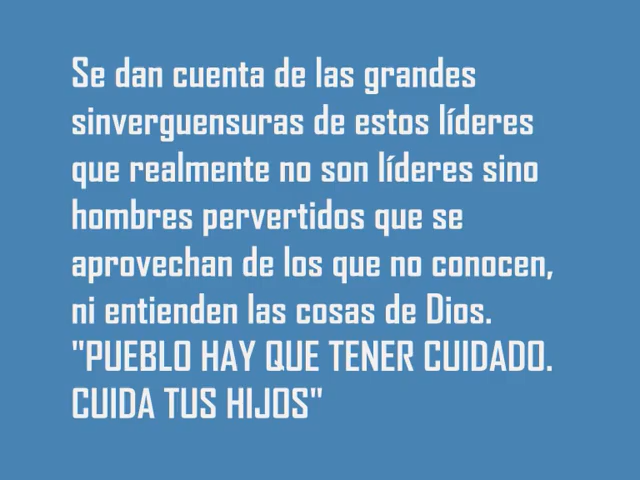 Se dan cuenta de las grandes
sinverguensuras de estos líderes
que realmente no son líderes sino
hombres pervertidos que se
aprovechan de los que no conocen,
ni entienden las cosas de Dios.
"PUEBLO HAY QUE TENER CUIDADO.
CUIDA TUS HIJOS"